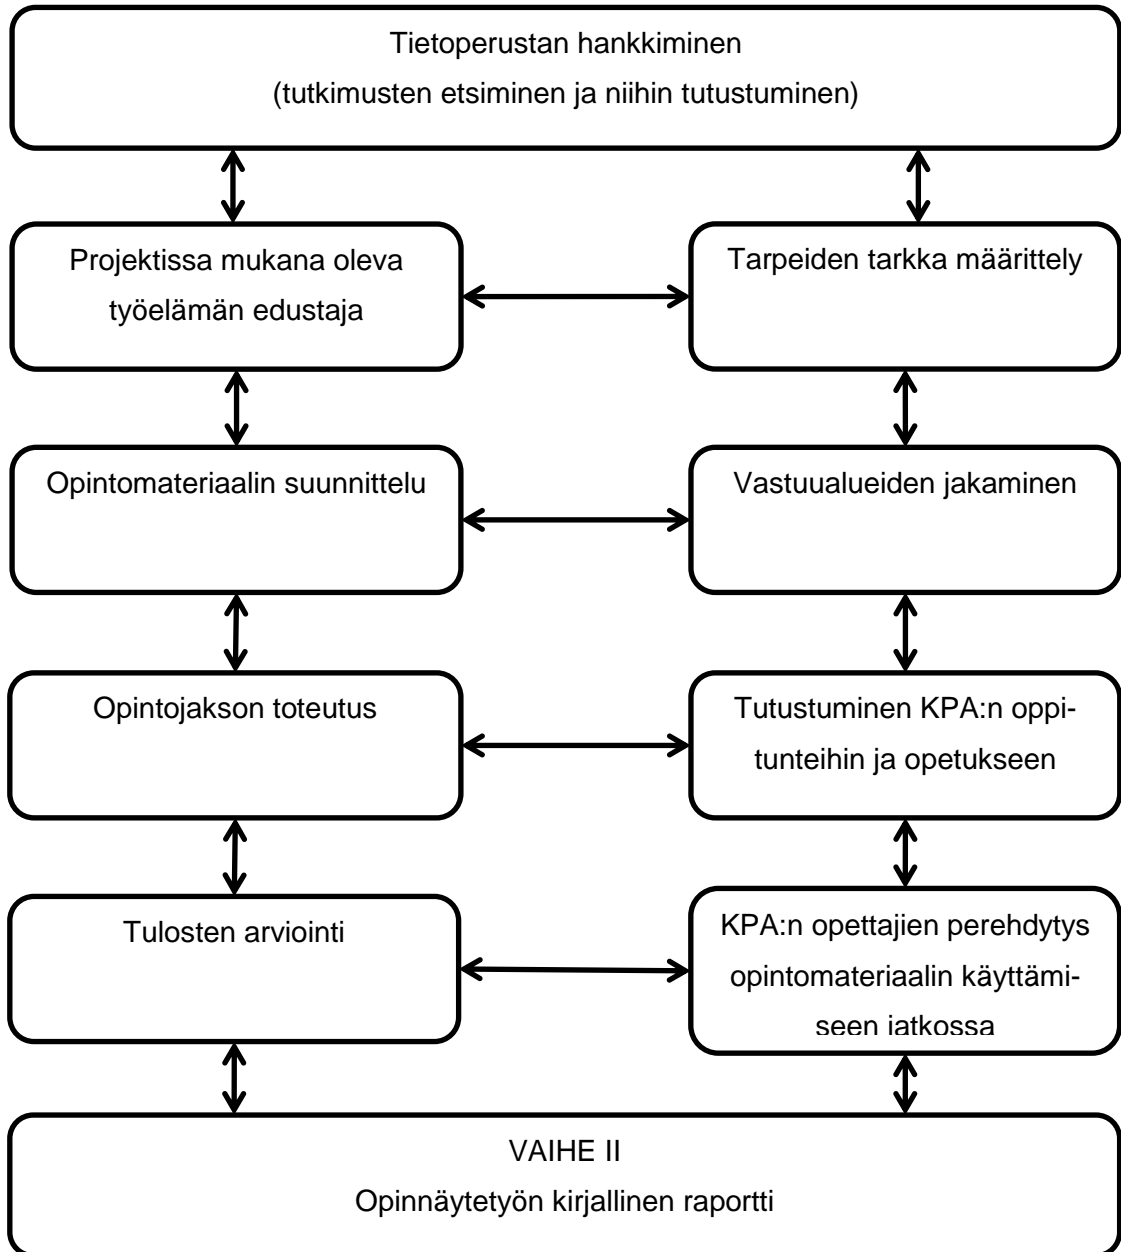 Tietoperustan hankkiminen
(tutkimusten etsiminen ja niihin tutustuminen)
Projektissa mukana oleva
työelämän edustaja
Tarpeiden tarkka määrittely
Opintomateriaalin suunnittelu
Vastuualueiden jakaminen
Opintojakson toteutus
Tutustuminen KPA:n oppi-
tunteihin ja opetukseen
Tulosten arviointi
KPA:n opettajien perehdytys
opintomateriaalin käyttämi-
seen jatkossa
VAIHE II
Opinnäytetyön kirjallinen raportti